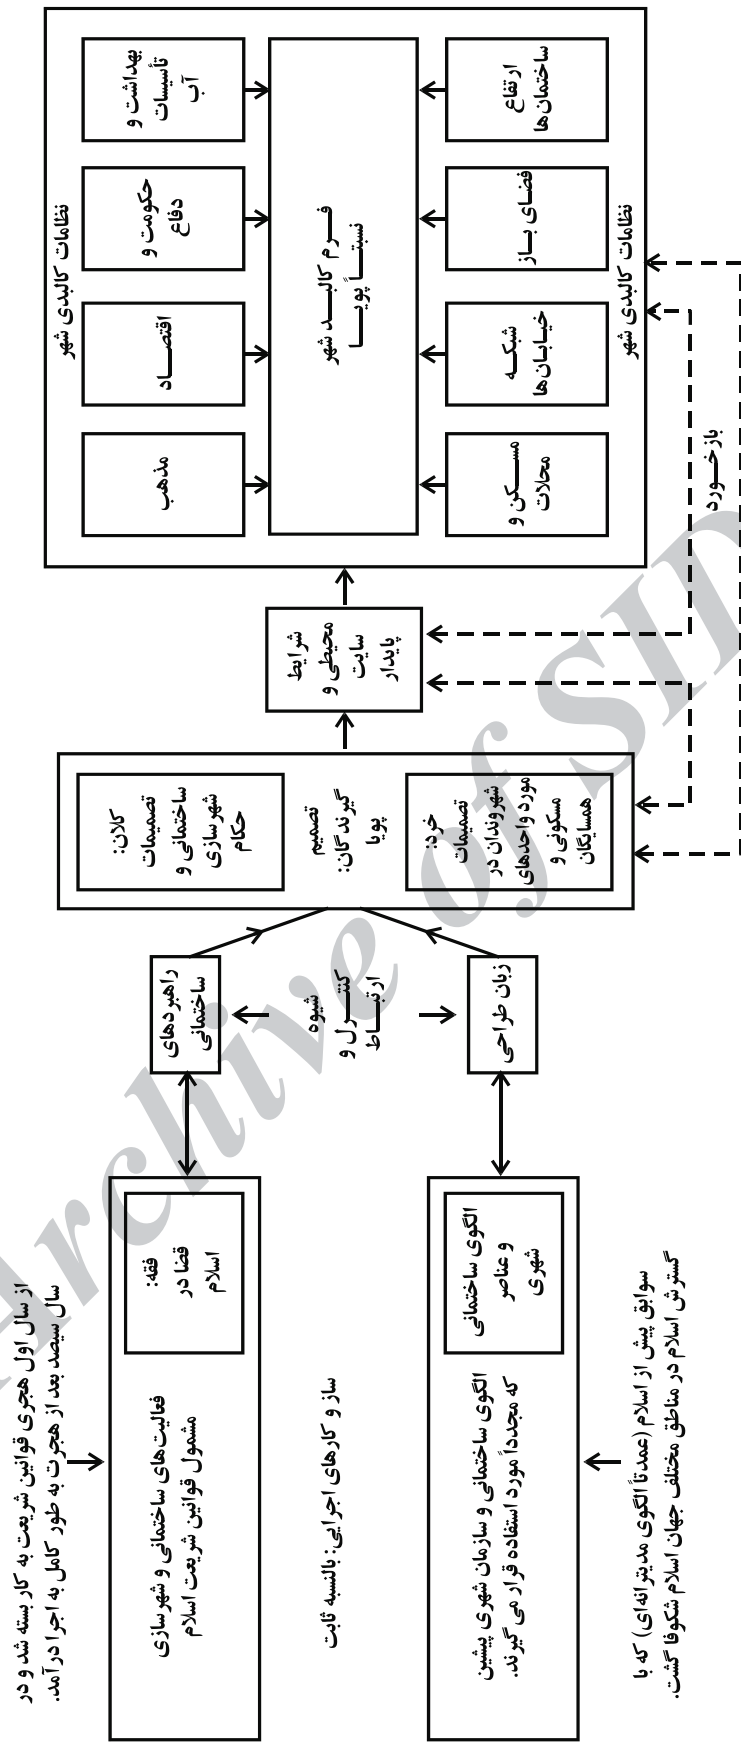 از سال اول هجری قوانین شریعت به کار بسته شد و در
سال سیصد بعد از هجرت به طور کامل به اجرا درآمد.
فعالیت‌های ساختمانی و شهرسازی
مشمول قوانین شریعت اسلام
فقه:
قضا در
اسلام
ساز و کارهای اجرایی: بالنسبه ثابت
الگوی ساختمانی و سازمان شهری پیشین
که مجدداً مورد استفاده قرار می گیرند.
الگوی ساختمانی
و عناصر
شهری
سوابق پیش از اسلام (عمدتاً الگوی مدیترانه‌ای) که با
گسترش اسلام در مناطق مختلف جهان اسلام شکوفا گشت.
راهبردهای
ساختمانی
شیوه
کنترل و
ارتباط
زبان طراحی
کلان:
تصمیمات
ساختمانی و
شهرسازی
حکام
تصمیم
گیرندگان:
پویا
خرد:
تصمیمات
شهروندان در
مورد واحدهای
مسکونی و
همسایگان
شرایط
محیطی و
سایت
پایدار
نظامات کالبدی شهر
مذهب
اقتصاد
حکومت و
دفاع
بهداشت و
تأسیسات
آب
فرم کالبد شهر
نسبتاً پویا
مسکن و
محلات
شبکه
خیابان‌ها
فضای باز
ارتفاع
ساختمان‌ها
نظامات کالبدی شهر
بازخورد
Archive of SID